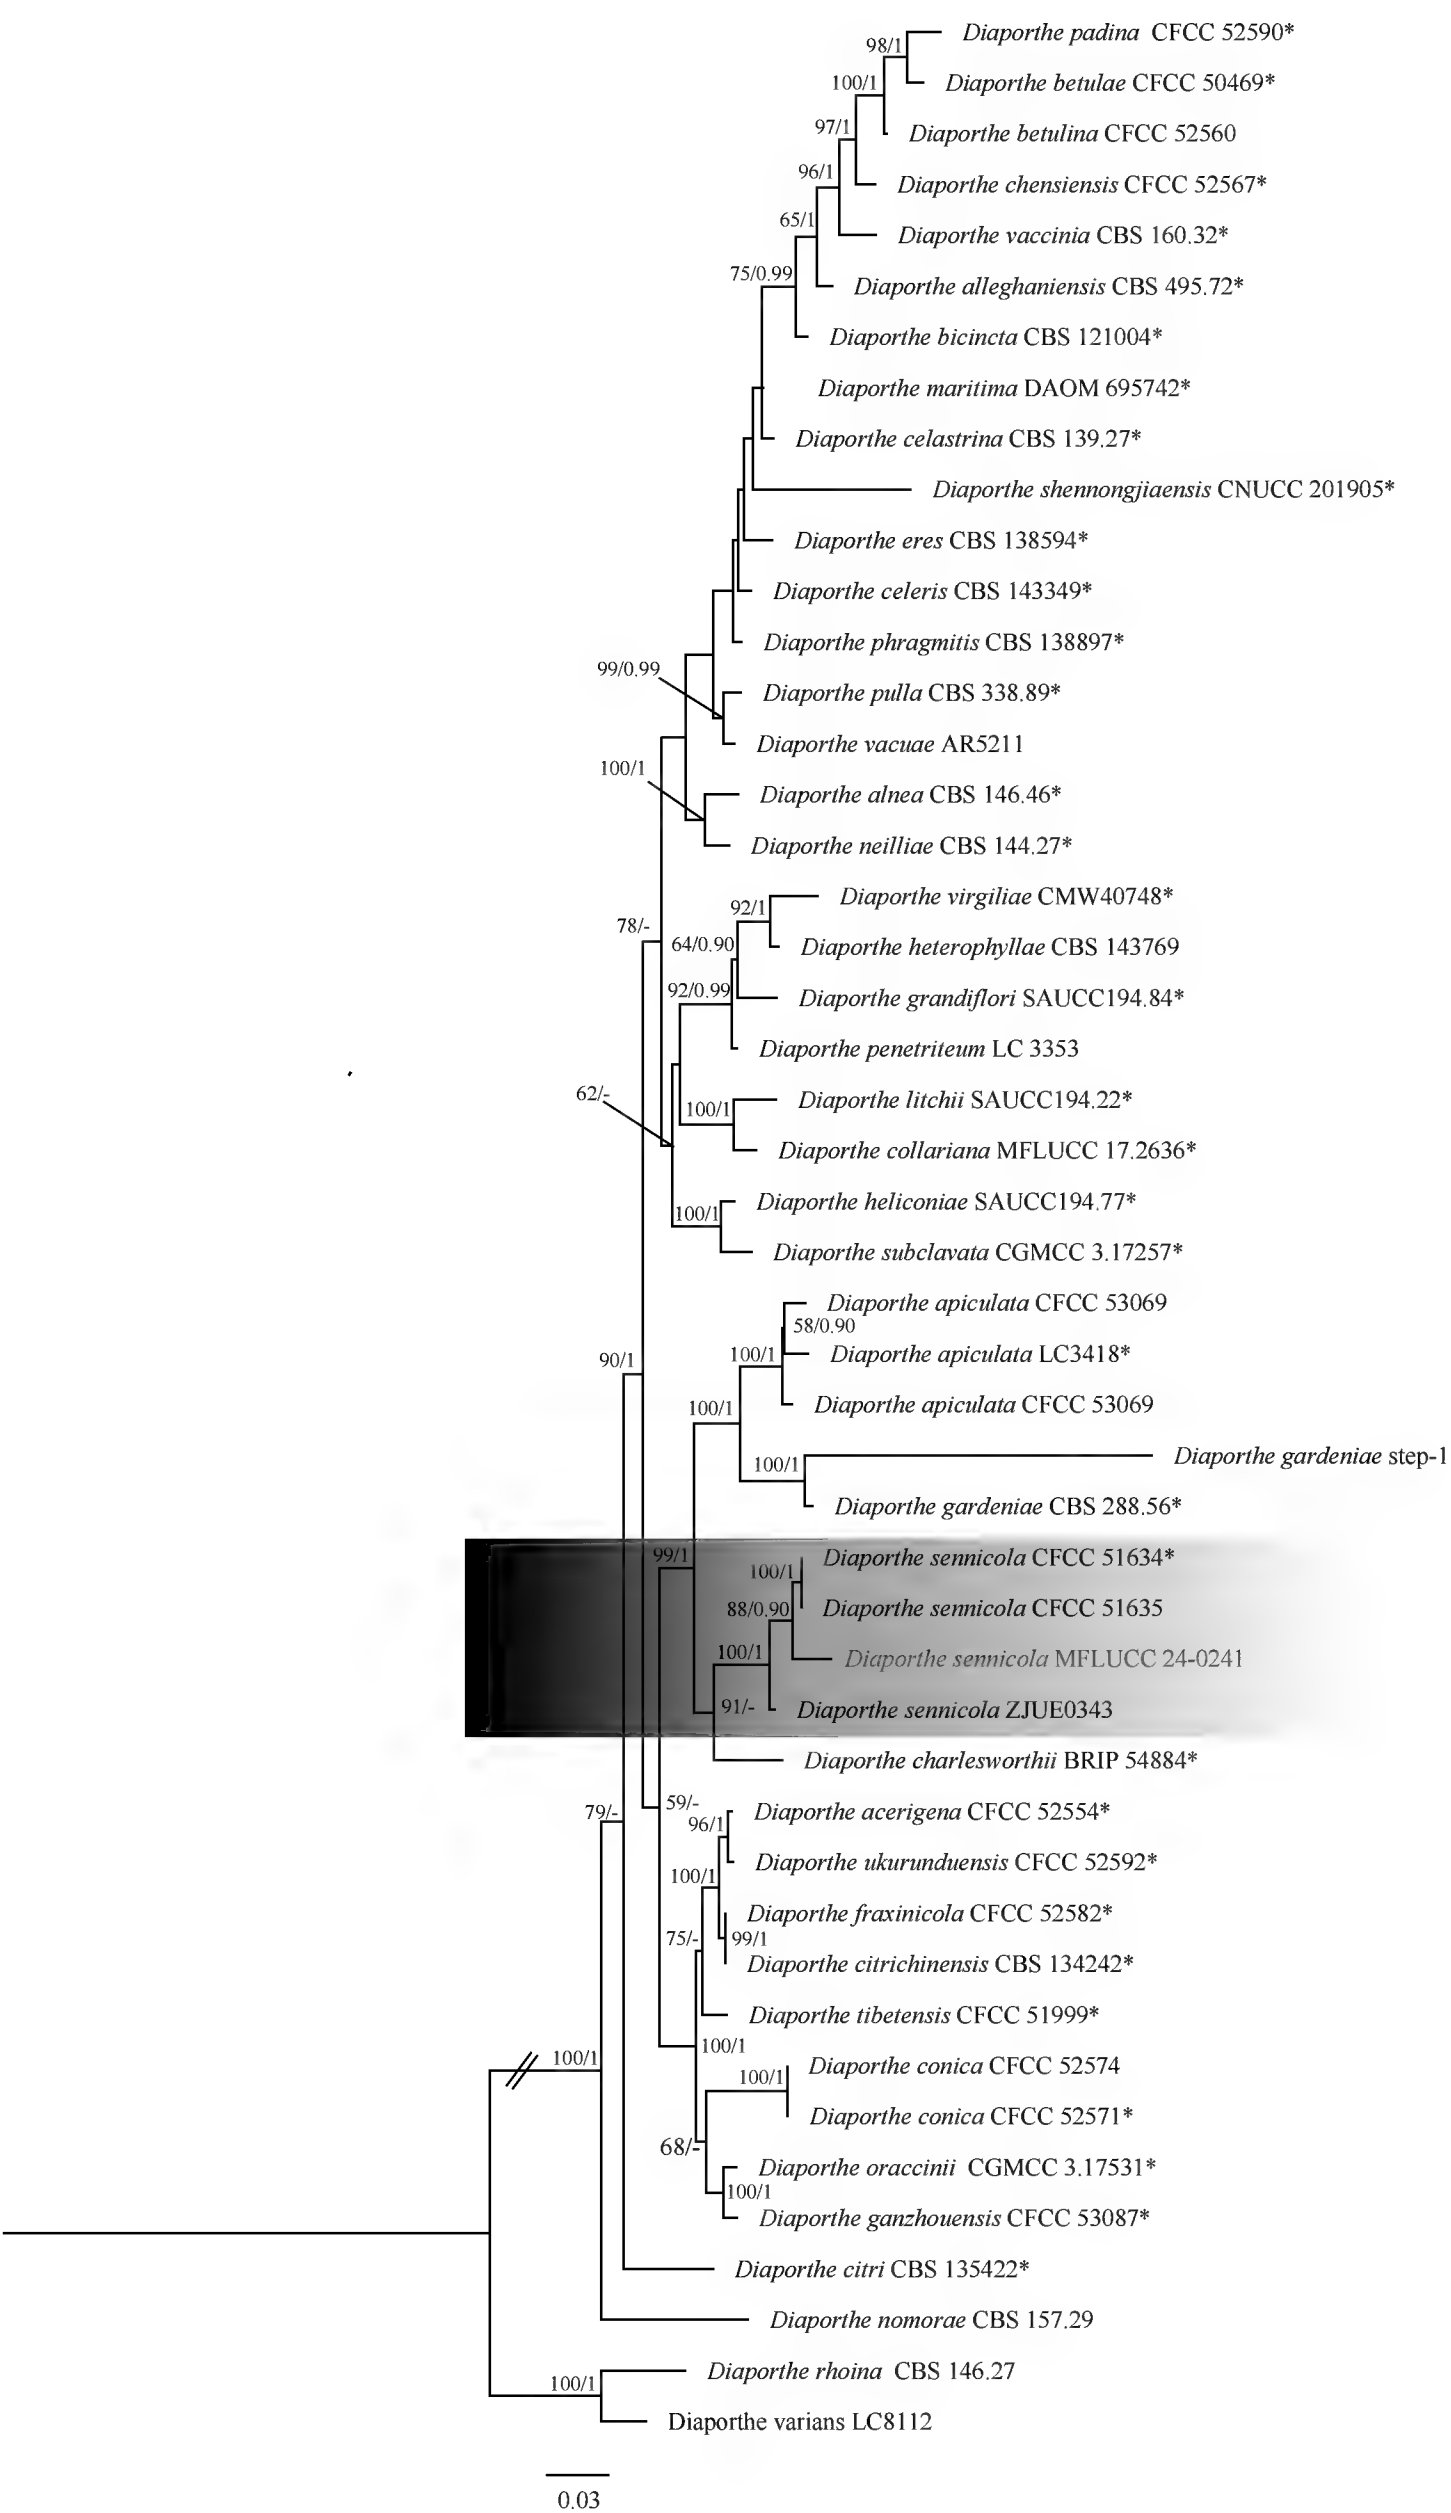 Diaporthe padina CFCC 52590*
98/1
Diaporthe betulae CFCC 50469*
100/1
Diaporthe betulina CFCC 52560
97/1
Diaporthe chensiensis CFCC 52567*
96/1
65/1
Diaporthe vaccinia CBS 160.32*
75/0.99
Diaporthe alleghaniensis CBS 495.72*
Diaporthe bicincta CBS 121004*
Diaporthe maritima DAOM 695742*
Diaporthe celastrina CBS 139.27*
Diaporthe shennongjiaensis CNUCC 201905*
Diaporthe eres CBS 138594*
Diaporthe celeris CBS 143349*
Diaporthe phragmitis CBS 138897*
99/0.99
Diaporthe pulla CBS 338.89*
Diaporthe vacuae AR5211
100/1
Diaporthe alnea CBS 146.46*
Diaporthe neilliae CBS 144.27*
Diaporthe virgiliae CMW40748*
92/1
78/-
64/0.90
Diaporthe heterophyllae CBS 143769
92/0.99
Diaporthe grandiflori SAUCC194.84*
Diaporthe penetriteum LC 3353
62/-
Diaporthe litchii SAUCC194.22*
100/1
Diaporthe collariana MFLUCC 17.2636*
Diaporthe heliconiae SAUCC194.77*
100/1
Diaporthe subclavata CGMCC 3.17257*
Diaporthe apiculata CFCC 53069
58/0.90
90/1
100/1
Diaporthe apiculata LC3418*
100/1
Diaporthe apiculata CFCC 53069
100/1
Diaporthe gardeniae step-1
Diaporthe gardeniae CBS 288.56*
99/1
Diaporthe sennicola CFCC 51634*
100/1
88/0.90
Diaporthe sennicola CFCC 51635
100/1
Diaporthe sennicola MFLUCC 24-0241
91/-
Diaporthe sennicola ZJUE0343
Diaporthe charlesworthii BRIP 54884*
79/-
59/-
Diaporthe acerigena CFCC 52554*
96/1
Diaporthe ukurunduensis CFCC 52592*
100/1
Diaporthe fraxinicola CFCC 52582*
75/-
99/1
Diaporthe citrichinensis CBS 134242*
Diaporthe tibetensis CFCC 51999*
100/1
100/1
Diaporthe conica CFCC 52574
100/1
Diaporthe conica CFCC 52571*
68/-
Diaporthe oraccinii CGMCC 3.17531*
100/1
Diaporthe ganzhouensis CFCC 53087*
Diaporthe citri CBS 135422*
Diaporthe nomorae CBS 157.29
Diaporthe rhoina CBS 146.27
100/1
Diaporthe varians LC8112
0.03